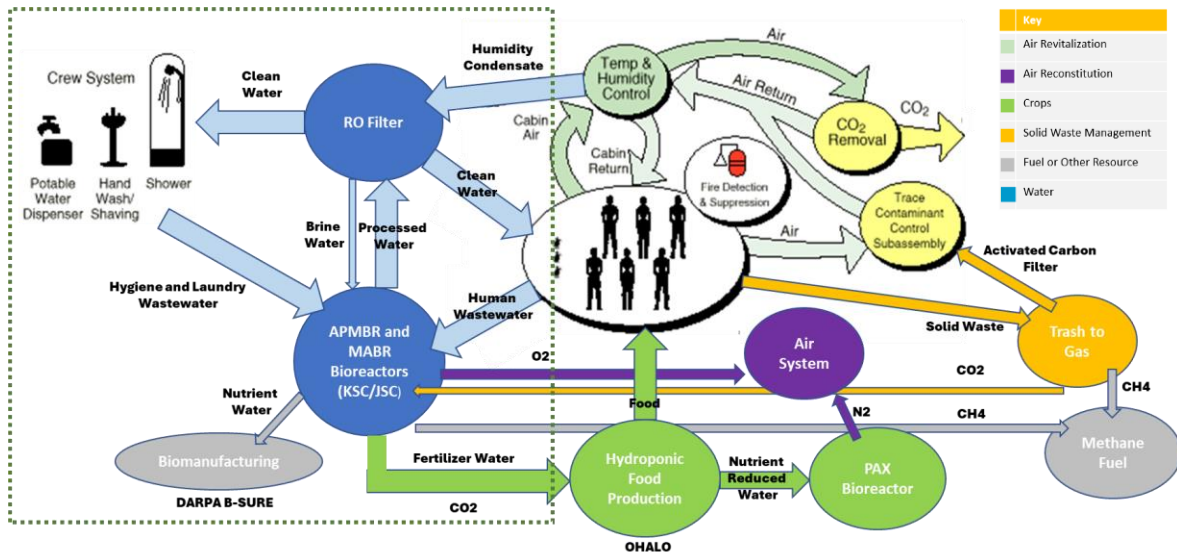 Key
Air Revitalization
Air Reconstitution
Crops
Solid Waste Management
Fuel or Other Resource
Water
Crew System
Potable
Water
Dispenser
Hand
Wash/
Shaving
Shower
Clean
Water
RO Filter
Humidity
Condensate
Temp &
Humidity
Control
Air
Air Return
CO2
Removal
CO2
Cabin
Air
Cabin
Return
Fire Detection
& Suppression
Clean
Water
Trace
Contaminant
Control
Subassembly
Air
Activated Carbon
Filter
Brine
Water
Processed
Water
Hygiene and Laundry
Wastewater
Human
Wastewater
Solid Waste
Trash to
Gas
APMBR and
MABR
Bioreactors
(KSC/JSC)
O2
Air
System
CO2
CH4
Nutrient
Water
Food
N2
CH4
Methane
Fuel
Biomanufacturing
DARPA B-SURE
Fertilizer Water
CO2
Hydroponic
Food
Production
OHALO
Nutrient
Reduced
Water
PAX
Bioreactor